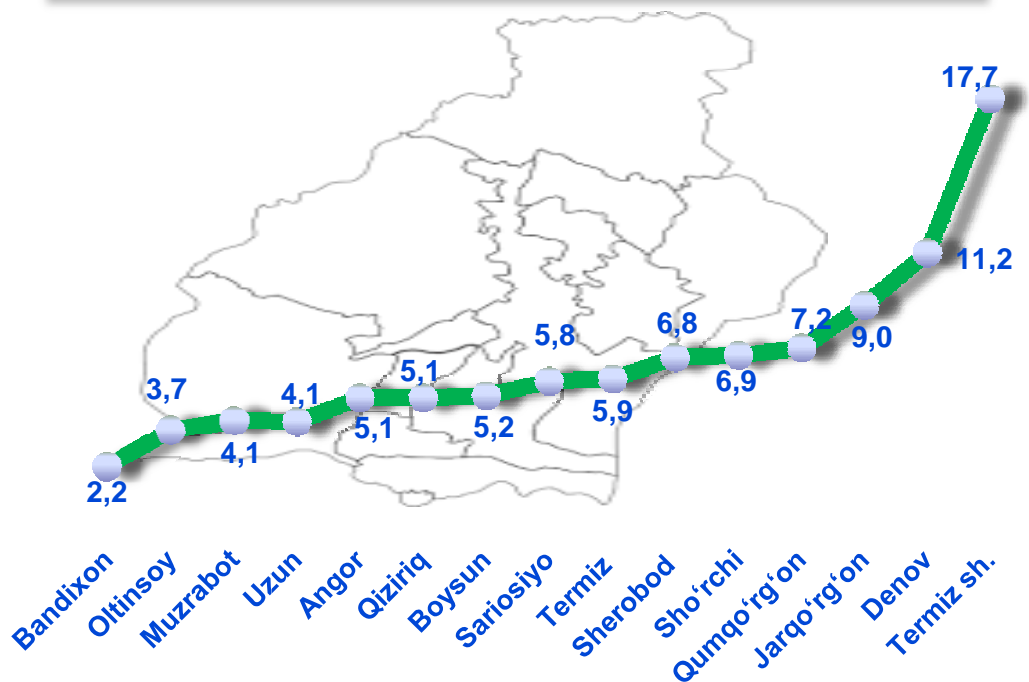 17,7
11,2
9,0
7,2
6,9
6,8
5,9
5,8
5,2
5,1
5,1
4,1
4,1
3,7
2,2
Bandixon
Oltinsoy
Muzrabot
Uzun
Angor
Qiziriq
Boysun
Sariosiyo
Termiz
Sherobod
Sho‘rchi
Qumqo‘rg‘on
Jarqo‘rg‘on
Denov
Termiz sh.